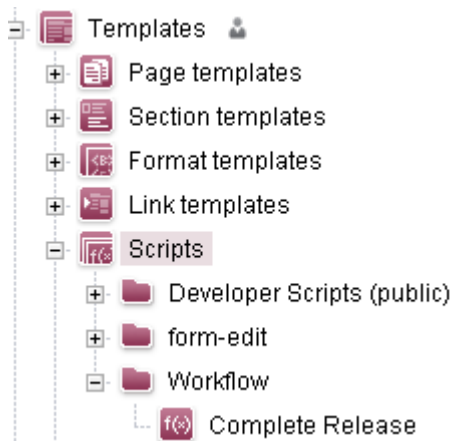 Templates
Page templates
Section templates
Format templates
Link templates
Scripts
Developer Scripts (public)
form-edit
Workflow
Complete Release